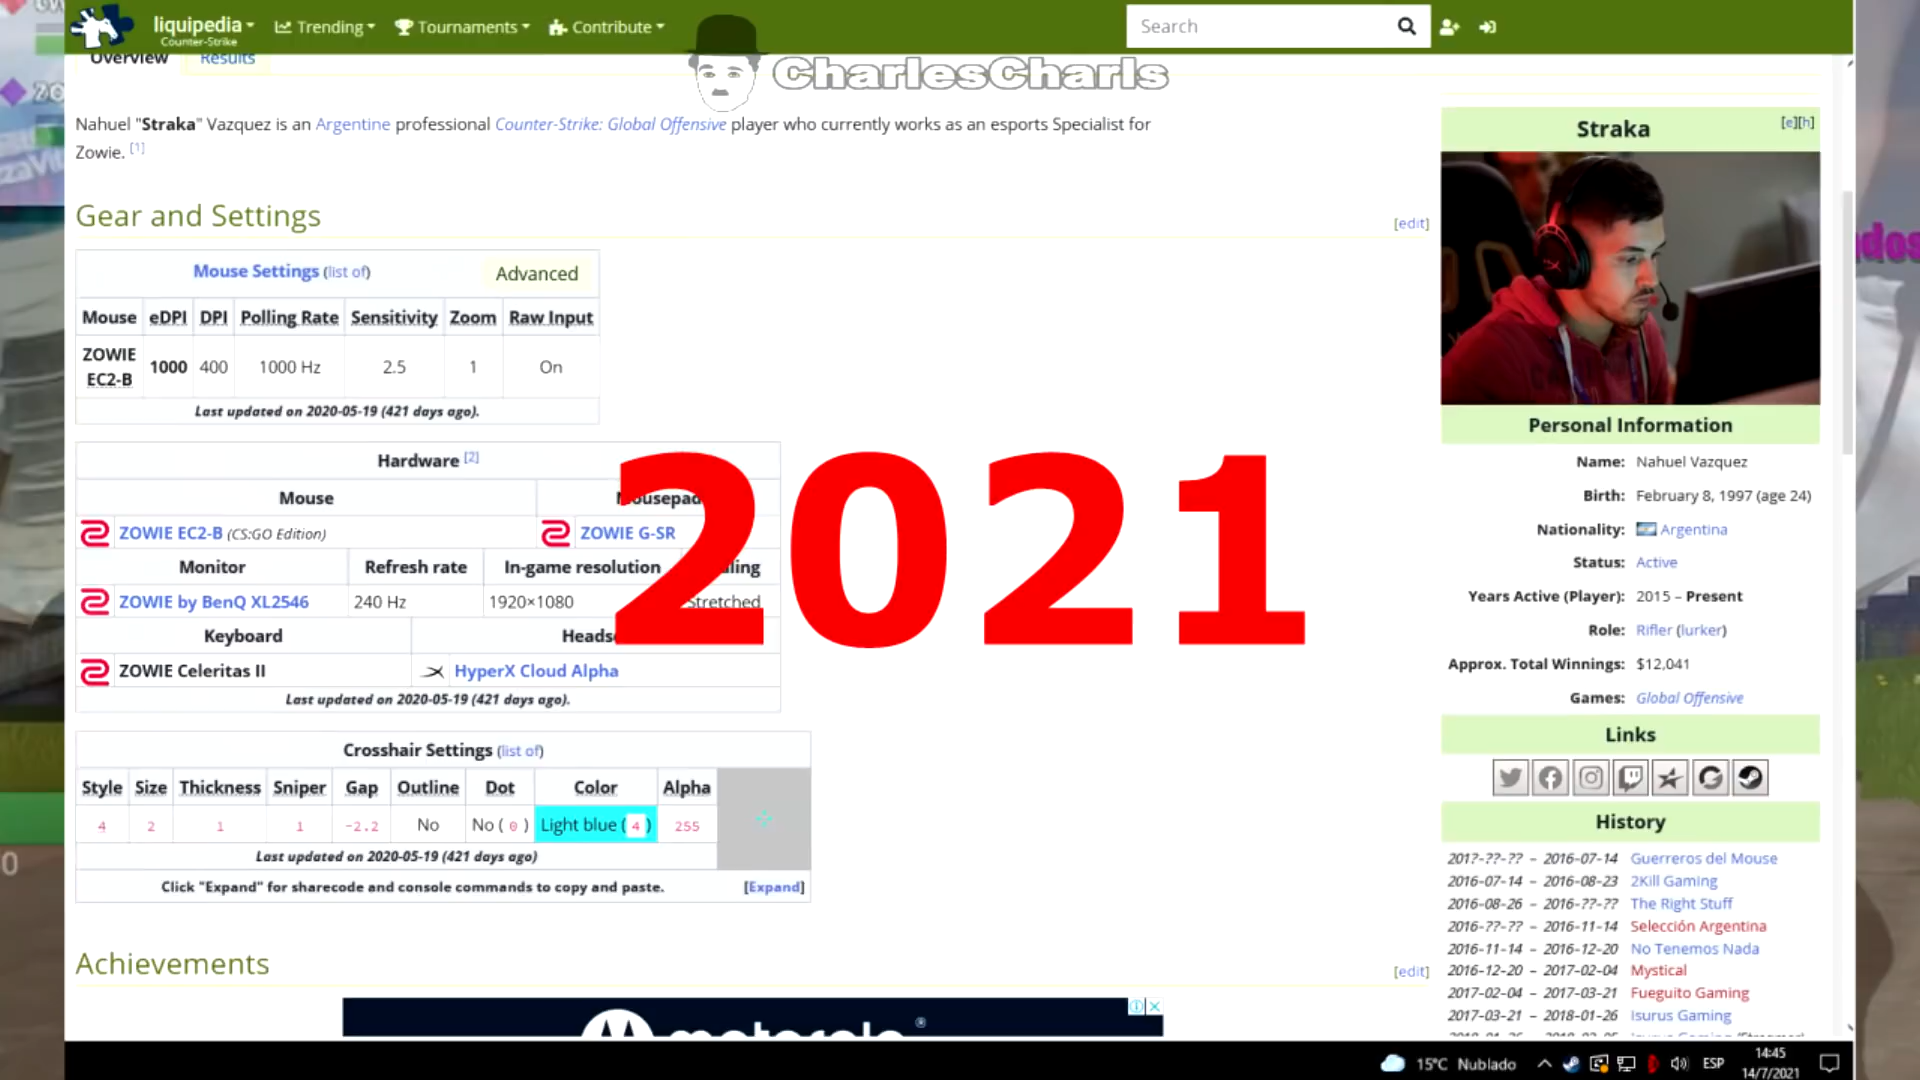 liquipedia
Counter-Strike
Trending
Tournaments
Contribute
Search
CharlesCharls
Overview
Results
Nahuel "Straka" Vazquez is an Argentine professional Counter-Strike: Global Offensive player who currently works as an esports Specialist for
Zowie. [1]
Gear and Settings
[edit]
Mouse Settings (list of)
Advanced
Mouse eDPI DPI Polling Rate Sensitivity Zoom Raw Input
ZOWIE EC2-B 1000 400 1000 Hz 2.5 1 On
Last updated on 2020-05-19 (421 days ago).
Hardware [2]
Mouse Mousepad
ZOWIE EC2-B (CS:GO Edition) ZOWIE G-SR
Monitor Refresh rate In-game resolution
ZOWIE by BenQ XL2546 240 Hz 1920×1080 Stretched
Keyboard
ZOWIE Celeritas II HyperX Cloud Alpha
Last updated on 2020-05-19 (421 days ago).
2021
Crosshair Settings (list of)
Style Size Thickness Sniper Gap Outline Dot Color Alpha
4 2 1 1 -2.2 No No ( 0 ) Light blue ( 4 ) 255
Last updated on 2020-05-19 (421 days ago)
Click "Expand" for sharecode and console commands to copy and paste. [Expand]
Achievements
[edit]
motorola
Straka
[e][h]
Personal Information
Name: Nahuel Vazquez
Birth: February 8, 1997 (age 24)
Nationality: Argentina
Status: Active
Years Active (Player): 2015 – Present
Role: Rifler (lurker)
Approx. Total Winnings: $12,041
Games: Global Offensive
Links
History
201?-??-?? – 2016-07-14 Guerreros del Mouse
2016-07-14 – 2016-08-23 2Kill Gaming
2016-08-26 – 2016-??-?? The Right Stuff
2016-??-?? – 2016-11-14 Selección Argentina
2016-11-14 – 2016-12-20 No Tenemos Nada
2016-12-20 – 2017-02-04 Mystical
2017-02-04 – 2017-03-21 Fueguito Gaming
2017-03-21 – 2018-01-26 Isurus Gaming
15°C Nublado
ESP
14:45
14/7/2021